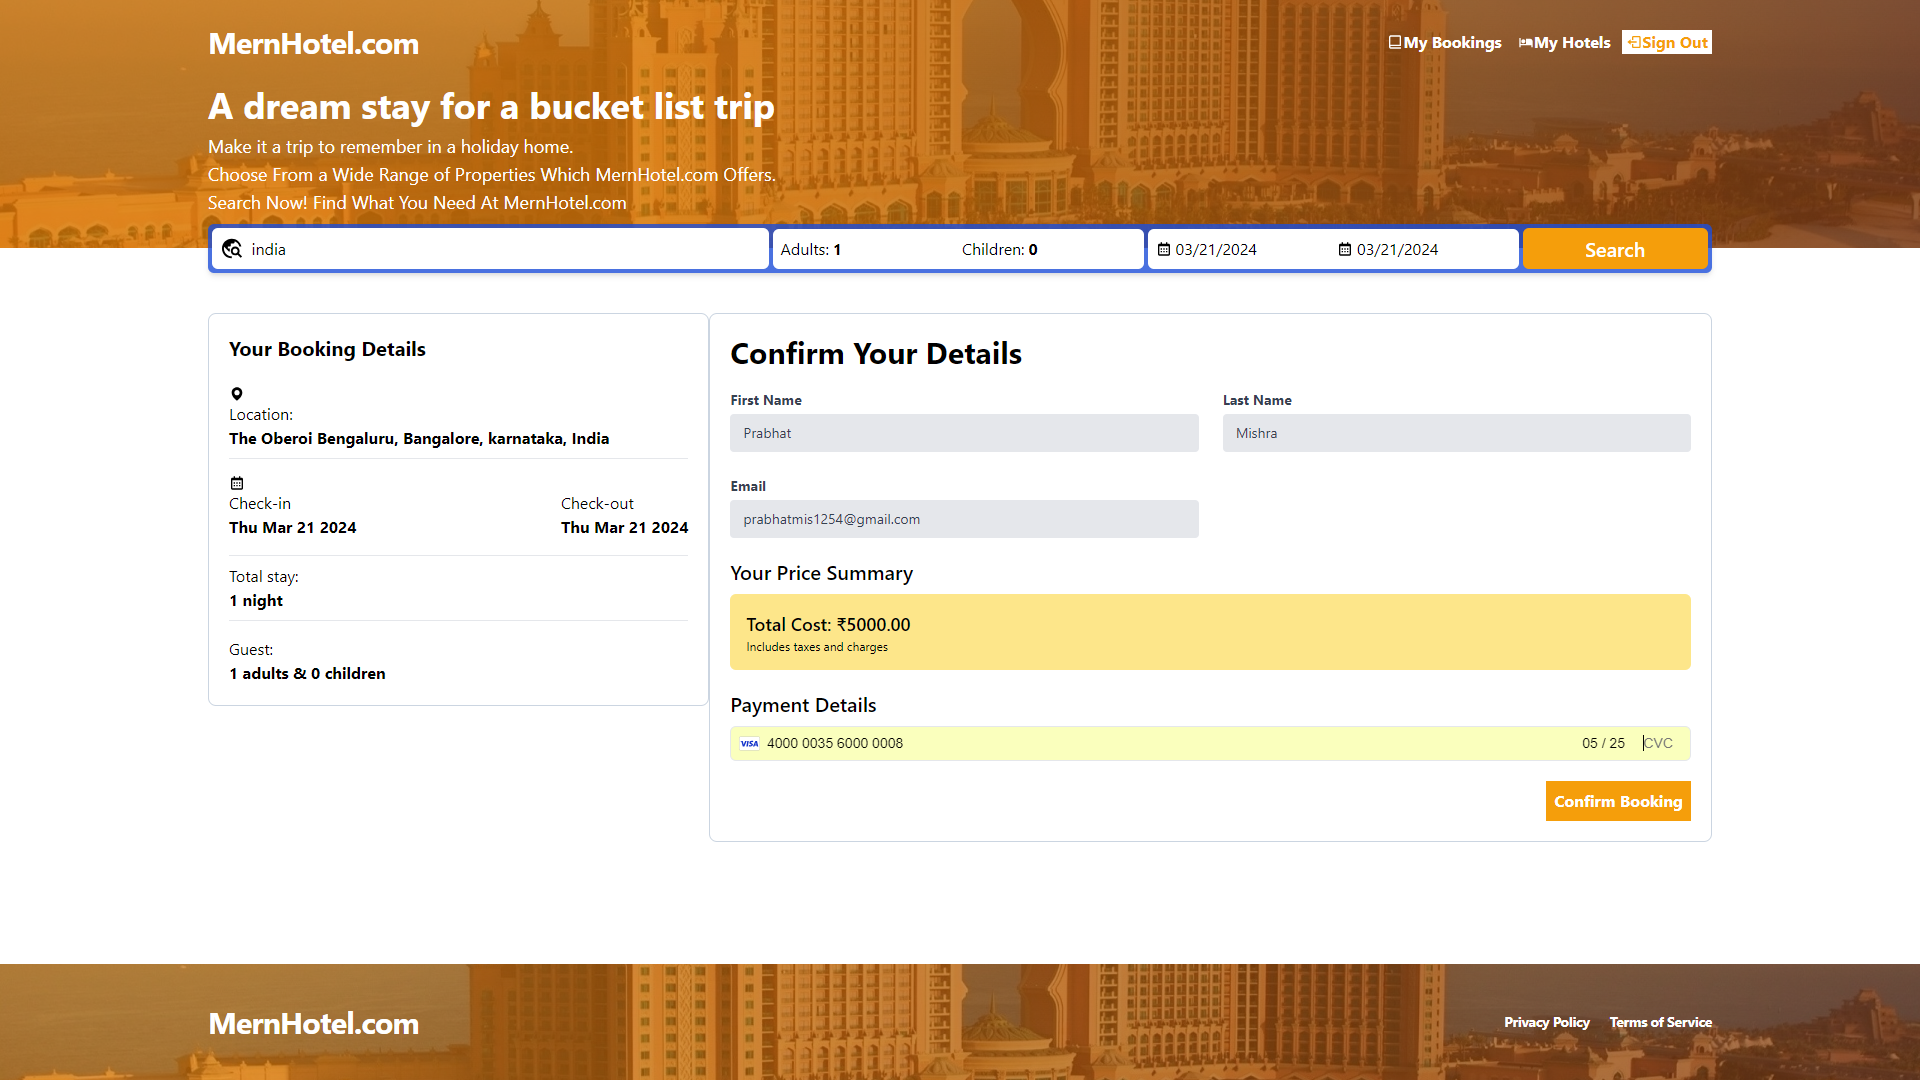 MernHotel.com
My Bookings My Hotels Sign Out
A dream stay for a bucket list trip
Make it a trip to remember in a holiday home.
Choose From a Wide Range of Properties Which MernHotel.com Offers.
Search Now! Find What You Need At MernHotel.com
india Adults: 1 Children: 0 03/21/2024 03/21/2024 Search
Your Booking Details
Location:
The Oberoi Bengaluru, Bangalore, karnataka, India
Check-in Check-out
Thu Mar 21 2024 Thu Mar 21 2024
Total stay:
1 night
Guest:
1 adults & 0 children
Confirm Your Details
First Name Last Name
Prabhat Mishra
Email
prabhatmis1254@gmail.com
Your Price Summary
Total Cost: ₹5000.00
Includes taxes and charges
Payment Details
VISA 4000 0035 6000 0008 05 / 25 CVC
Confirm Booking
MernHotel.com
Privacy Policy Terms of Service